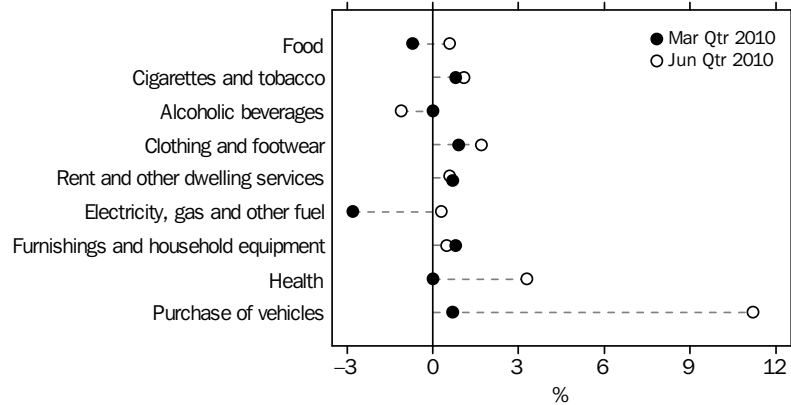 Mar Qtr 2010
Jun Qtr 2010
Food
Cigarettes and tobacco
Alcoholic beverages
Clothing and footwear
Rent and other dwelling services
Electricity, gas and other fuel
Furnishings and household equipment
Health
Purchase of vehicles
–3 0 3 6 9 12
%